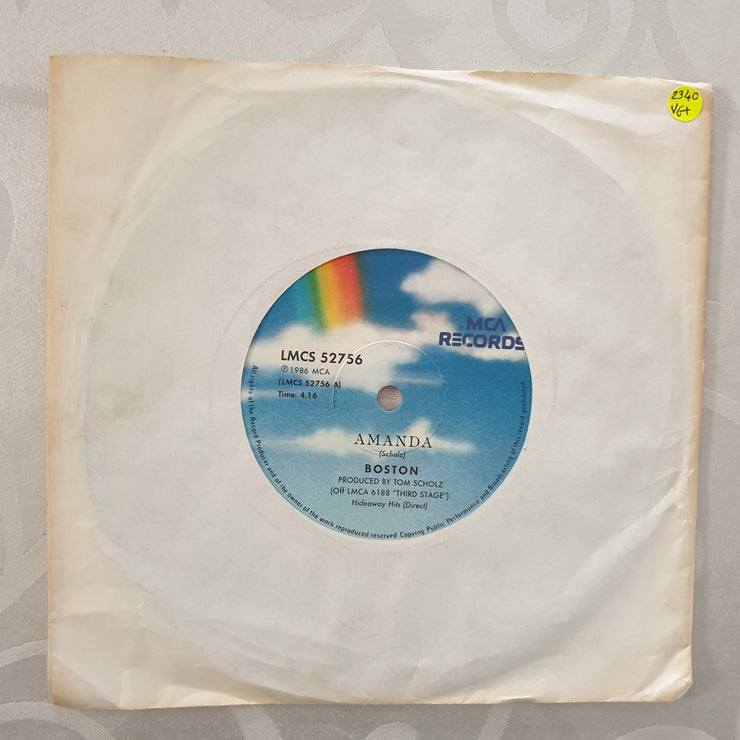 2340
VG+
MCA
RECORDS
LMCS 52756
℗ 1986 MCA
(LMCS 52756 A)
Time: 4,16
AMANDA
(Scholz)
BOSTON
PRODUCED BY TOM SCHOLZ
(Off LMCA 6188 "THIRD STAGE")
Hideaway Hits (Direct)
All rights of the Record Producer and of the owner of the work reproduced reserved Copying Public Performance and Broadcasting of this record prohibited